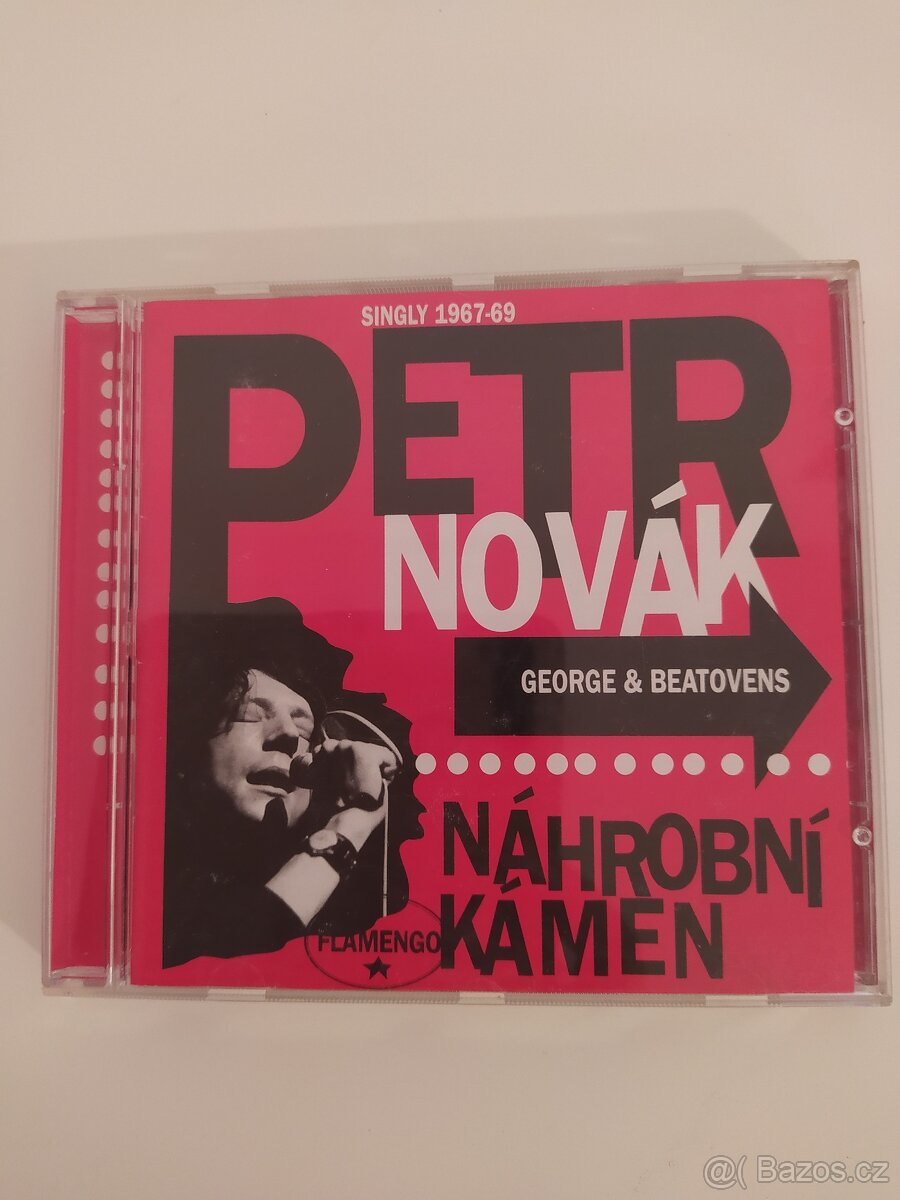 SINGLY 1967-69
PETR
NOVÁK
GEORGE & BEATOVENS
NÁHROBNÍ
KÁMEN
FLAMENGO
@( Bazos.cz